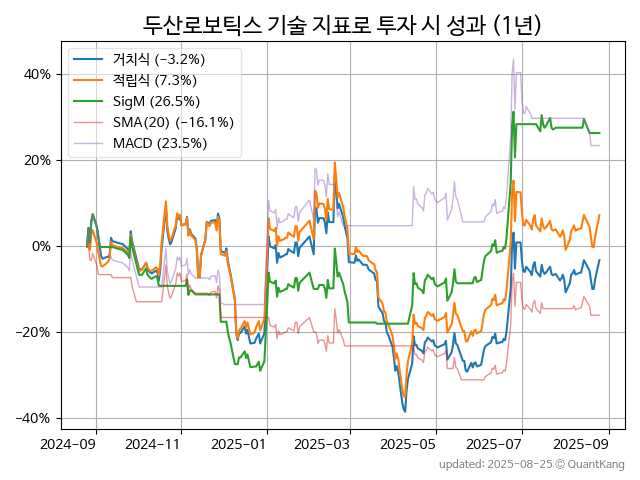 두산로보틱스 기술 지표로 투자 시 성과 (1년)
거치식 (−3.2%)
적립식 (7.3%)
SigM (26.5%)
SMA(20) (−16.1%)
MACD (23.5%)
40%
20%
0%
−20%
−40%
2024-09 2024-11 2025-01 2025-03 2025-05 2025-07 2025-09
updated: 2025-08-25 © QuantKang